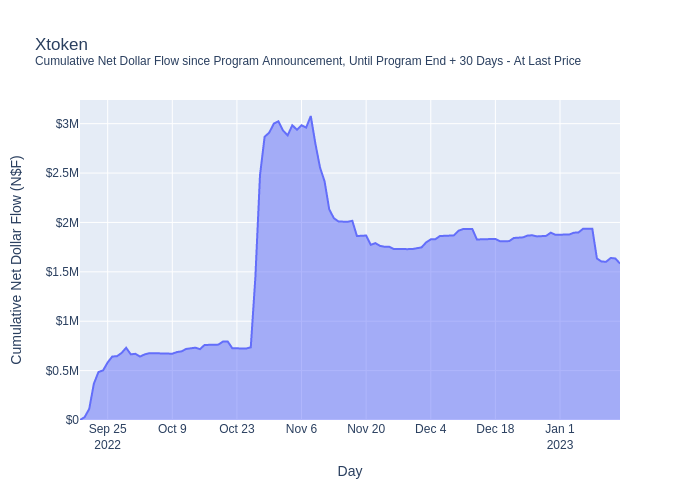 Xtoken
Cumulative Net Dollar Flow since Program Announcement, Until Program End + 30 Days - At Last Price
Cumulative Net Dollar Flow (N$F)
$3M
$2.5M
$2M
$1.5M
$1M
$0.5M
$0
Sep 25 Oct 9 Oct 23 Nov 6 Nov 20 Dec 4 Dec 18 Jan 1
2022 2023
Day